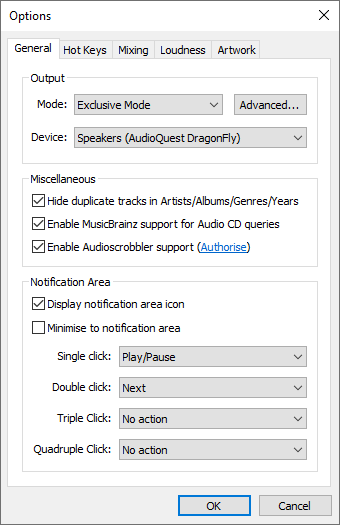 Options
General Hot Keys Mixing Loudness Artwork
Output
Mode: Exclusive Mode Advanced...
Device: Speakers (AudioQuest DragonFly)
Miscellaneous
Hide duplicate tracks in Artists/Albums/Genres/Years
Enable MusicBrainz support for Audio CD queries
Enable Audioscrobbler support (Authorise)
Notification Area
Display notification area icon
Minimise to notification area
Single click: Play/Pause
Double click: Next
Triple Click: No action
Quadruple Click: No action
OK Cancel